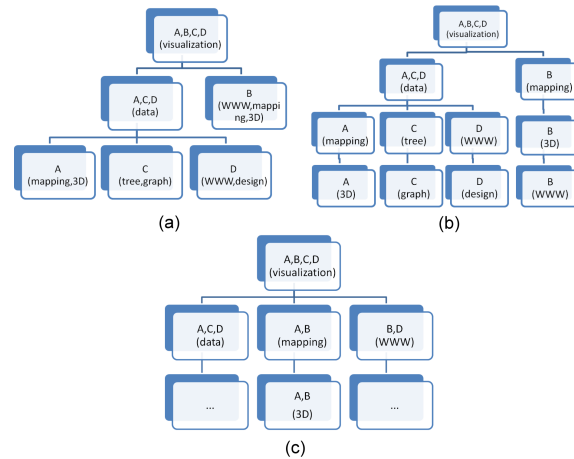 A,B,C,D
(visualization)
A,C,D
(data)
B
(WWW,mappi
ng,3D)
A
(mapping,3D)
C
(tree,graph)
D
(WWW,design)
(a)
A,B,C,D
(visualization)
A,C,D
(data)
B
(mapping)
A
(mapping)
C
(tree)
D
(WWW)
B
(3D)
A
(3D)
C
(graph)
D
(design)
B
(WWW)
(b)
A,B,C,D
(visualization)
A,C,D
(data)
A,B
(mapping)
B,D
(WWW)
...
A,B
(3D)
...
(c)